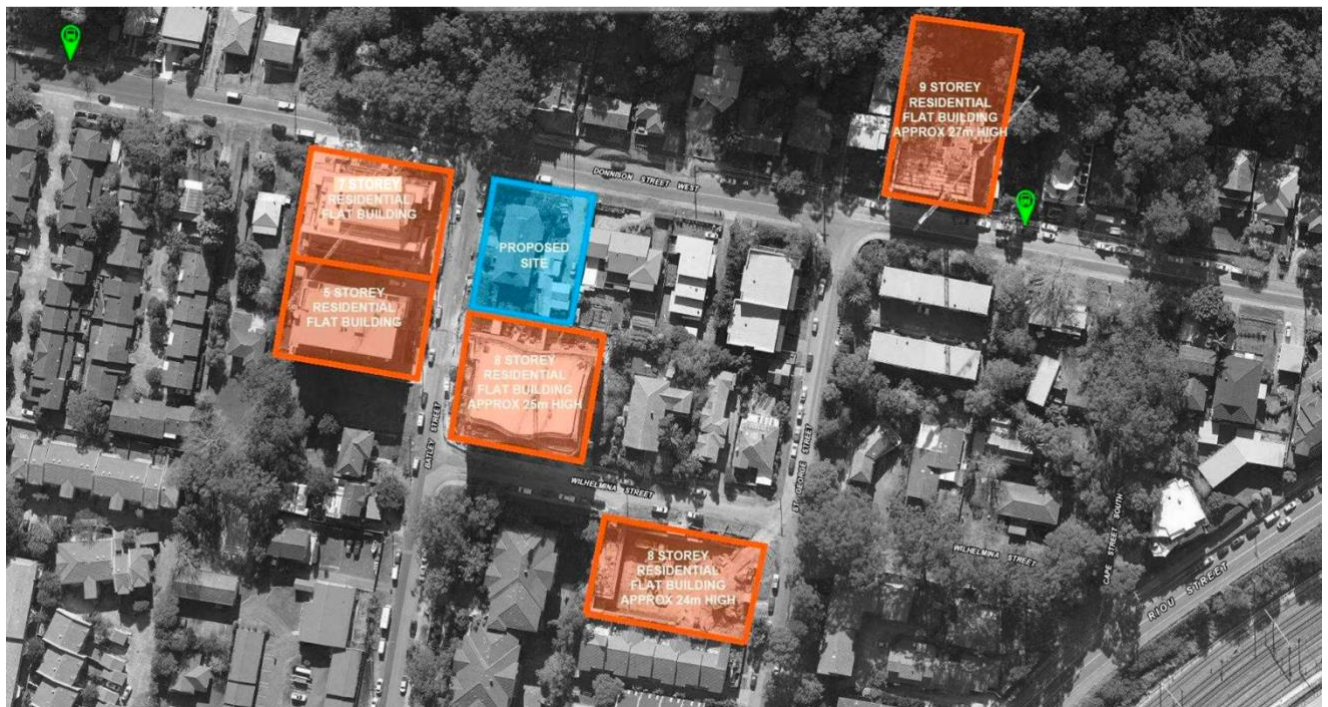 9 STOREY
RESIDENTIAL
FLAT BUILDING
APPROX 27m HIGH
DONNISON STREET WEST
7 STOREY
RESIDENTIAL
FLAT BUILDING
PROPOSED
SITE
5 STOREY
RESIDENTIAL
FLAT BUILDING
8 STOREY
RESIDENTIAL
FLAT BUILDING
APPROX 25m HIGH
BATLEY STREET
ST GEORGE STREET
WILHELMINA STREET
8 STOREY
RESIDENTIAL
FLAT BUILDING
APPROX 24m HIGH
WILHELMINA STREET
CAPE STREET SOUTH
RIOU STREET